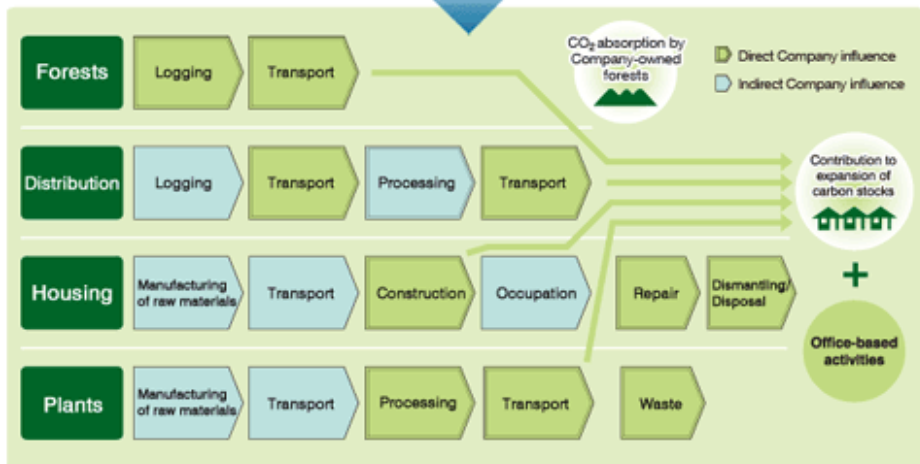 Forests
Logging
Transport
CO₂ absorption by
Company-owned
forests
Direct Company influence
Indirect Company influence
Distribution
Logging
Transport
Processing
Transport
Contribution to
expansion of
carbon stocks
+
Housing
Manufacturing
of raw materials
Transport
Construction
Occupation
Repair
Dismantling/
Disposal
Office-based
activities
Plants
Manufacturing
of raw materials
Transport
Processing
Transport
Waste